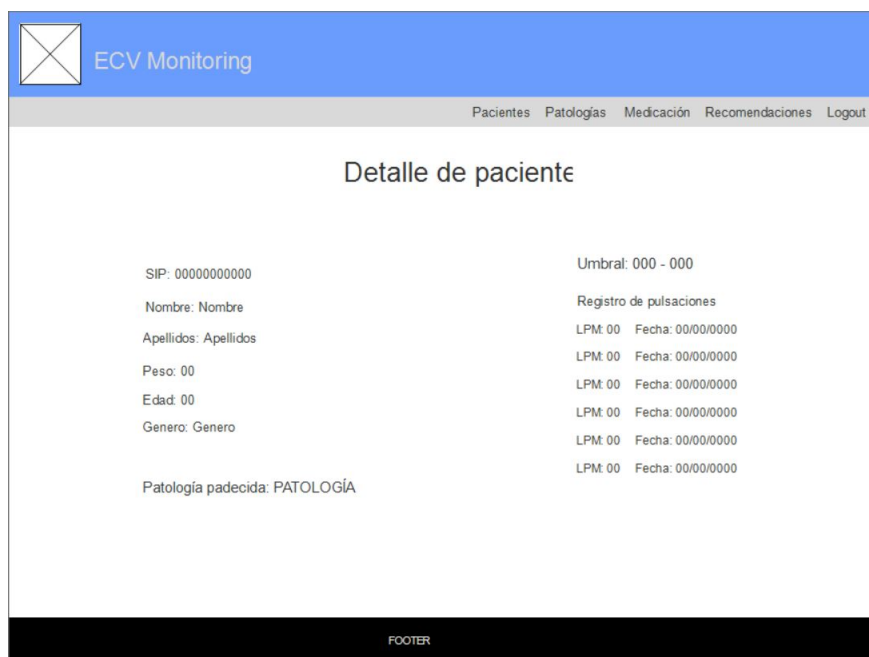 ECV Monitoring
Pacientes Patologías Medicación Recomendaciones Logout
Detalle de paciente
SIP: 00000000000
Nombre: Nombre
Apellidos: Apellidos
Peso: 00
Edad: 00
Genero: Genero
Patología padecida: PATOLOGÍA
Umbral: 000 - 000
Registro de pulsaciones
LPM: 00 Fecha: 00/00/0000
LPM: 00 Fecha: 00/00/0000
LPM: 00 Fecha: 00/00/0000
LPM: 00 Fecha: 00/00/0000
LPM: 00 Fecha: 00/00/0000
LPM: 00 Fecha: 00/00/0000
FOOTER